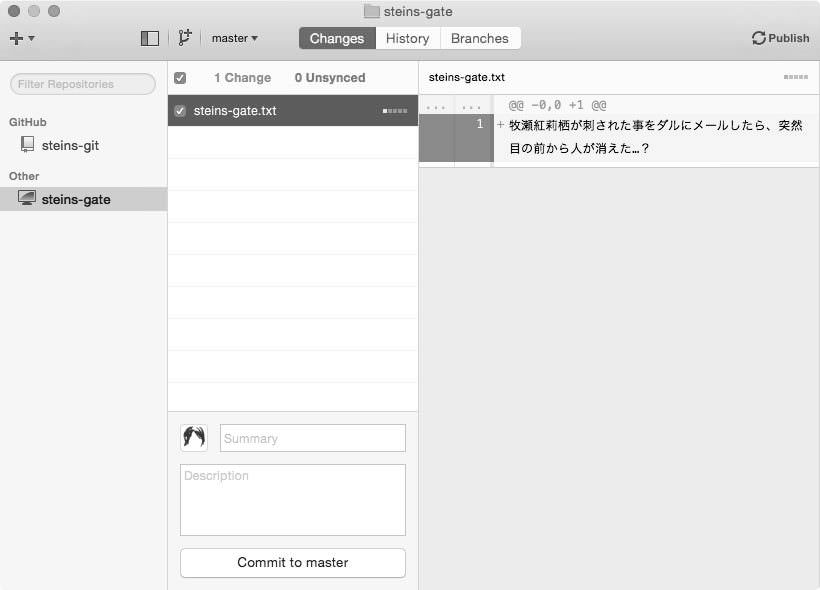 steins-gate
master
Changes
History
Branches
Publish
Filter Repositories
1 Change
0 Unsynced
steins-gate.txt
GitHub
steins-git
Other
steins-gate
steins-gate.txt
... ... @@ -0,0 +1 @@
1 + 牧瀬紅莉栖が刺された事をダルにメールしたら、突然
目の前から人が消えた…？
Summary
Description
Commit to master